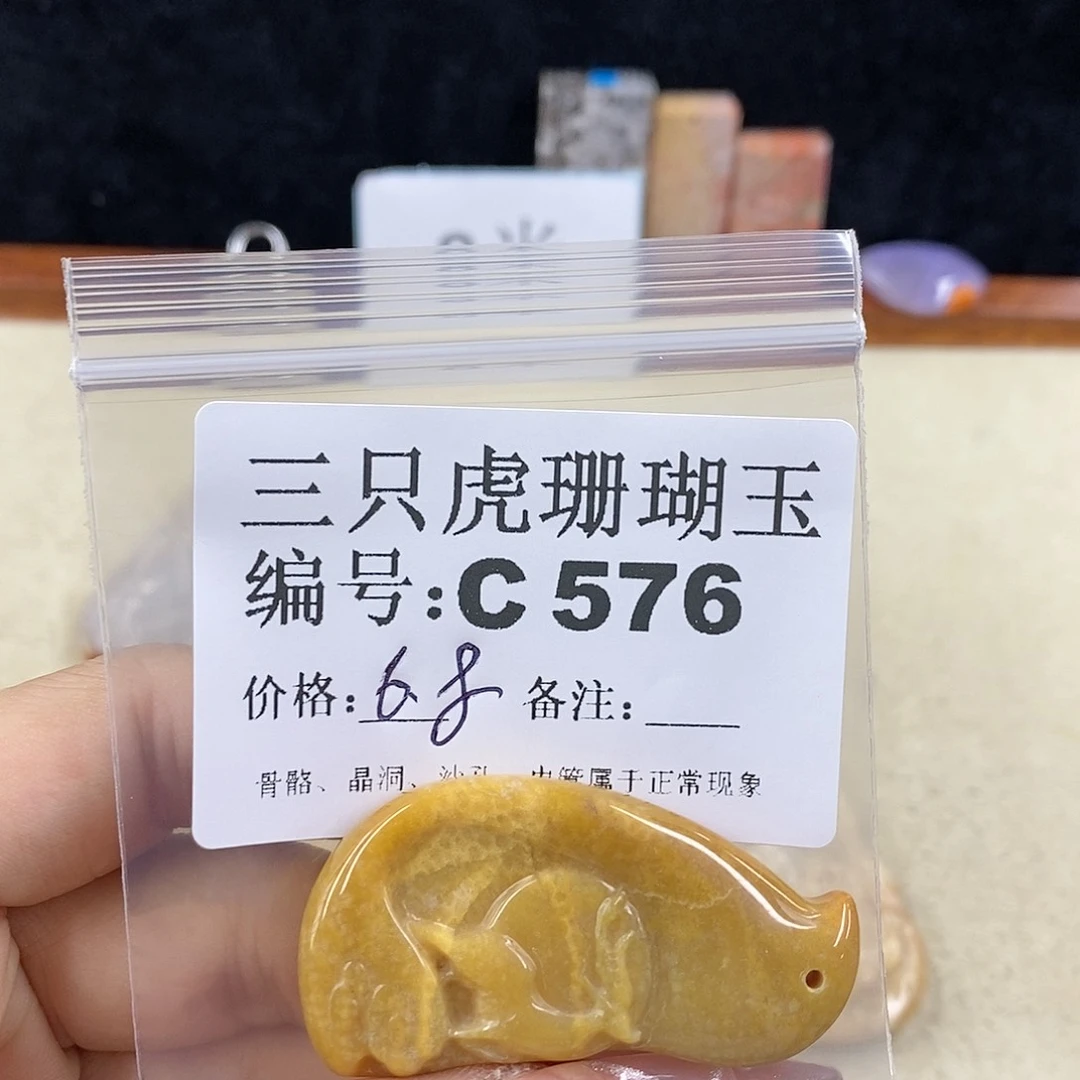 三只虎珊瑚玉
编号:C 576
价格:68 备注:
骨骼、晶洞、沙孔、虫管属于正常现象